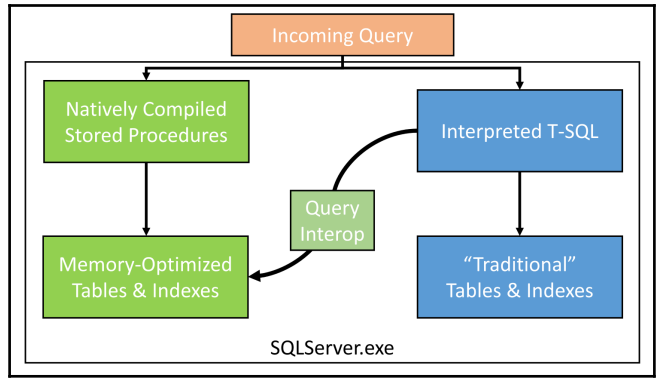 Incoming Query
Natively Compiled
Stored Procedures
Interpreted T-SQL
Query
Interop
Memory-Optimized
Tables & Indexes
“Traditional”
Tables & Indexes
SQLServer.exe